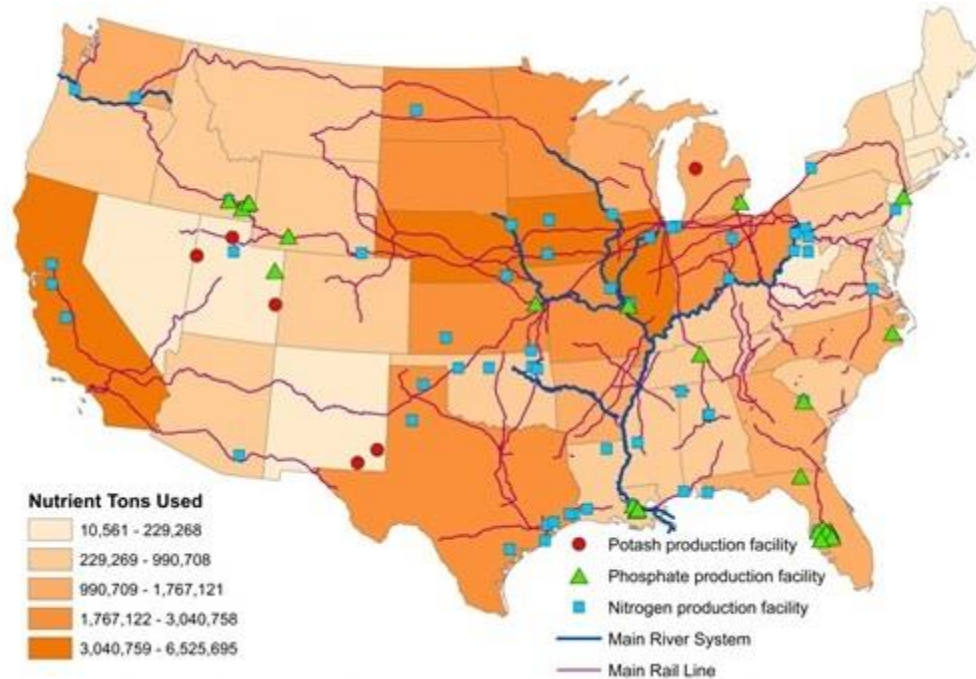 Nutrient Tons Used
10,561 - 229,268
229,269 - 990,708
990,709 - 1,767,121
1,767,122 - 3,040,758
3,040,759 - 6,525,695
Potash production facility
Phosphate production facility
Nitrogen production facility
Main River System
Main Rail Line